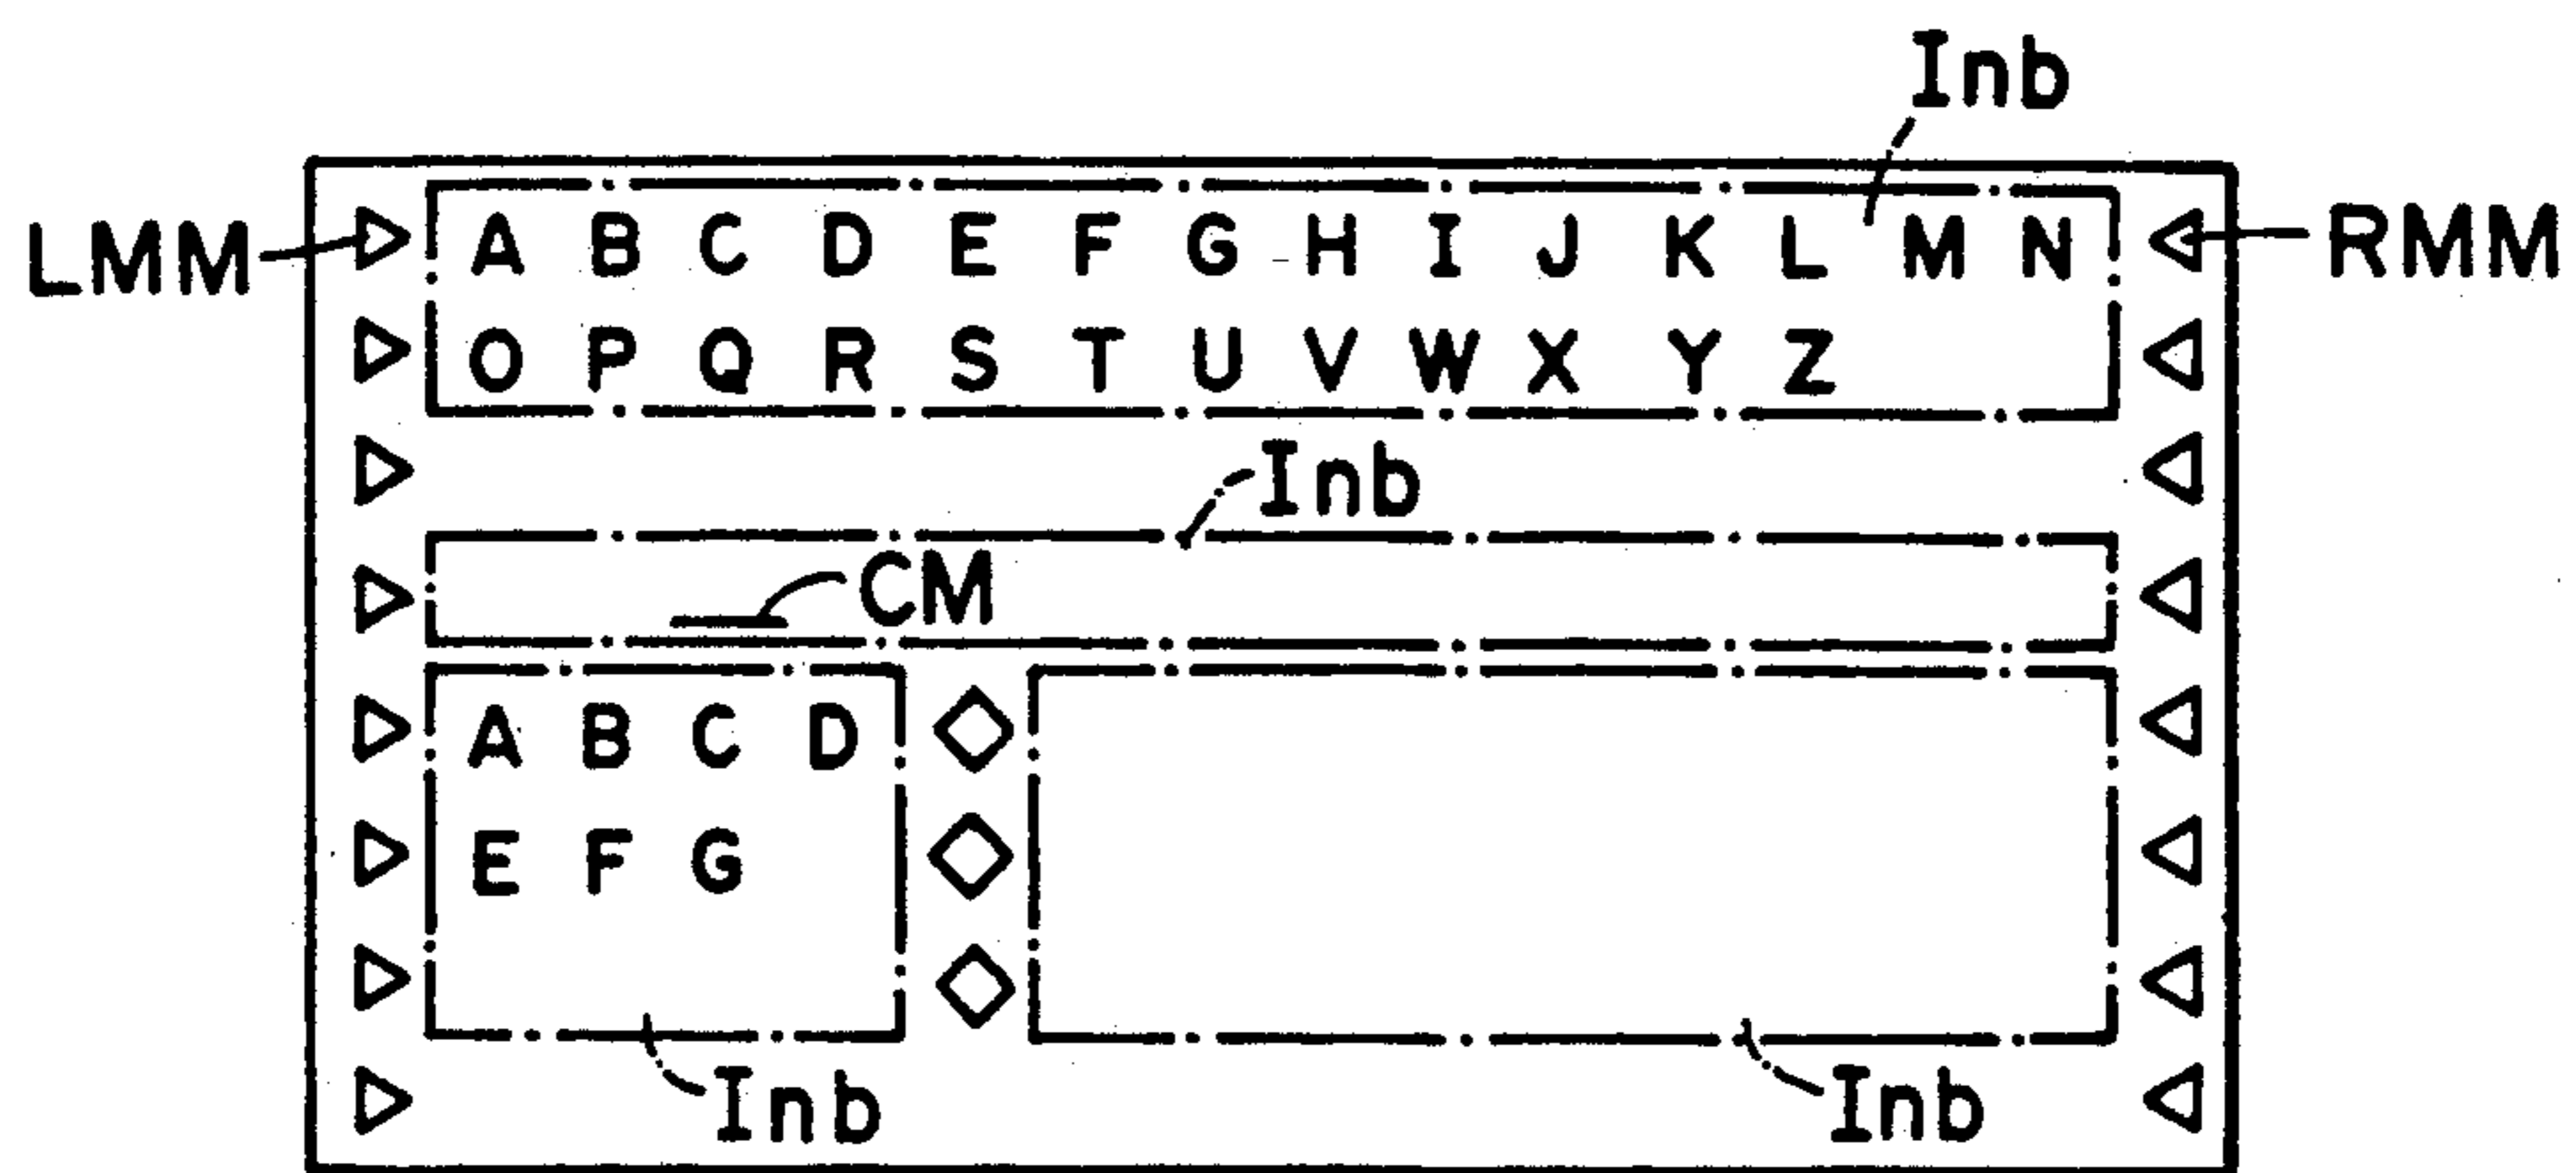 Inb
LMM A B C D E F G H I J K L M N RMM
O P Q R S T U V W X Y Z
Inb
CM
A B C D
E F G
Inb Inb